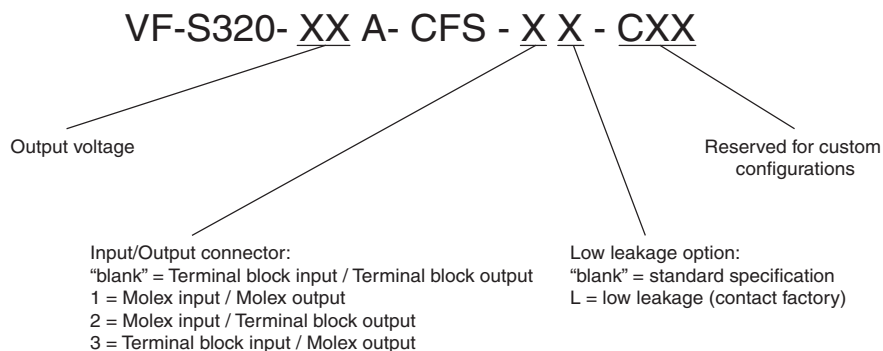 VF-S320- XX A- CFS - X X - CXX
Output voltage
Reserved for custom
configurations
Input/Output connector:
“blank” = Terminal block input / Terminal block output
1 = Molex input / Molex output
2 = Molex input / Terminal block output
3 = Terminal block input / Molex output
Low leakage option:
“blank” = standard specification
L = low leakage (contact factory)